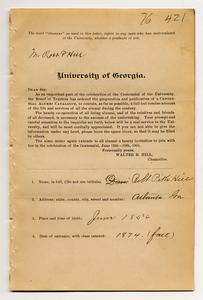 76 421
The word "alumnus" as used in this letter, refers to any man who has matriculated
at the University, whether a graduate or not.
University of Georgia.
DEAR SIR:
As an important part of the celebration of the Centennial of the University,
the Board of Trustees has ordered the preparation and publication of a CENTEN-
NIAL ALUMNI CATALOGUE, to contain, as far as possible, a full but concise account
of the life and services of all the alumni during the century.
The hearty co-operation of all living alumni, and of the relatives and friends
of all deceased, is necessary to the success of the undertaking. Your prompt and
careful attention to the inquiries set forth below will be a real service to the Univer-
sity, and will be most cordially appreciated. If you are not able to give the
information under any head, please leave the space blank, so that it may be filled
by others.
The alma mater again extends to all alumni a hearty invitation to join with
her in the celebration of the Centennial, June 15th-19th, 1901.
Fraternally yours,
WALTER B. HILL,
Chancellor.
1. Name, in full, (Do not use initials), Hill
2. Address, state, county, city, street and number: Atlanta Ga
3. Place and date of birth: June
4. Date of entrance, with class entered: 1874 (fall)